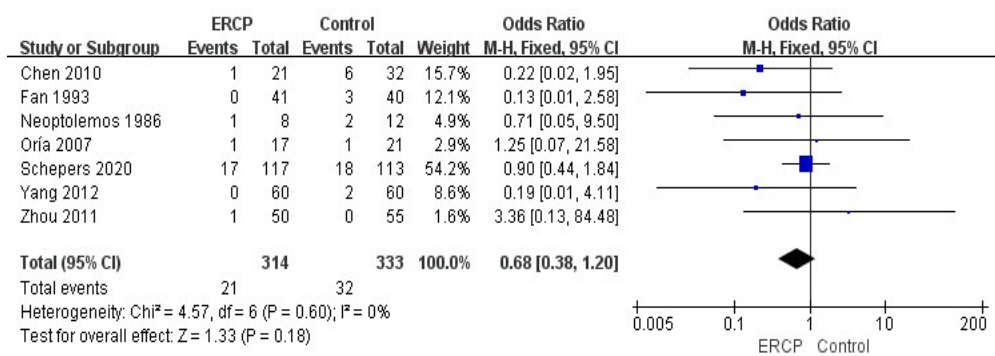 ERCP Control Odds Ratio Odds Ratio
Study or Subgroup Events Total Events Total Weight M-H, Fixed, 95% CI M-H, Fixed, 95% CI
Chen 2010 1 21 6 32 15.7% 0.22 [0.02, 1.95]
Fan 1993 0 41 3 40 12.1% 0.13 [0.01, 2.58]
Neoptolemos 1986 1 8 2 12 4.9% 0.71 [0.05, 9.50]
Oría 2007 1 17 1 21 2.9% 1.25 [0.07, 21.58]
Schepers 2020 17 117 18 113 54.2% 0.90 [0.44, 1.84]
Yang 2012 0 60 2 60 8.6% 0.19 [0.01, 4.11]
Zhou 2011 1 50 0 55 1.6% 3.36 [0.13, 84.48]
Total (95% CI) 314 333 100.0% 0.68 [0.38, 1.20]
Total events 21 32
Heterogeneity: Chi² = 4.57, df = 6 (P = 0.60); I² = 0%
Test for overall effect: Z = 1.33 (P = 0.18)
0.005 0.1 1 10 200
ERCP Control